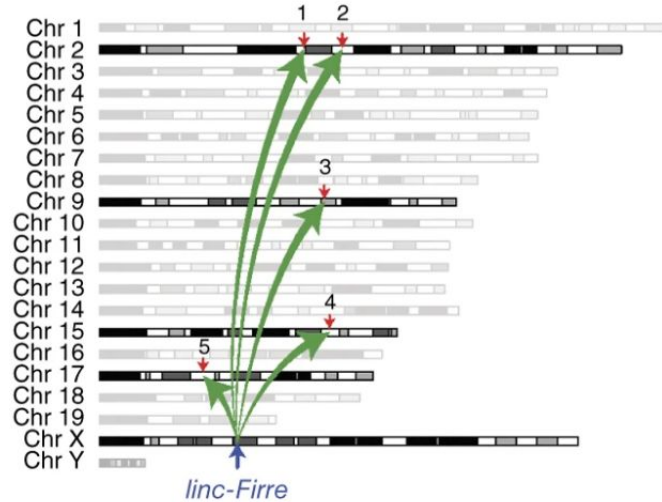 1 2
Chr 1
Chr 2
Chr 3
Chr 4
Chr 5
Chr 6
Chr 7
Chr 8
3
Chr 9
Chr 10
Chr 11
Chr 12
Chr 13
Chr 14
4
Chr 15
Chr 16
5
Chr 17
Chr 18
Chr 19
Chr X
Chr Y
linc-Firre